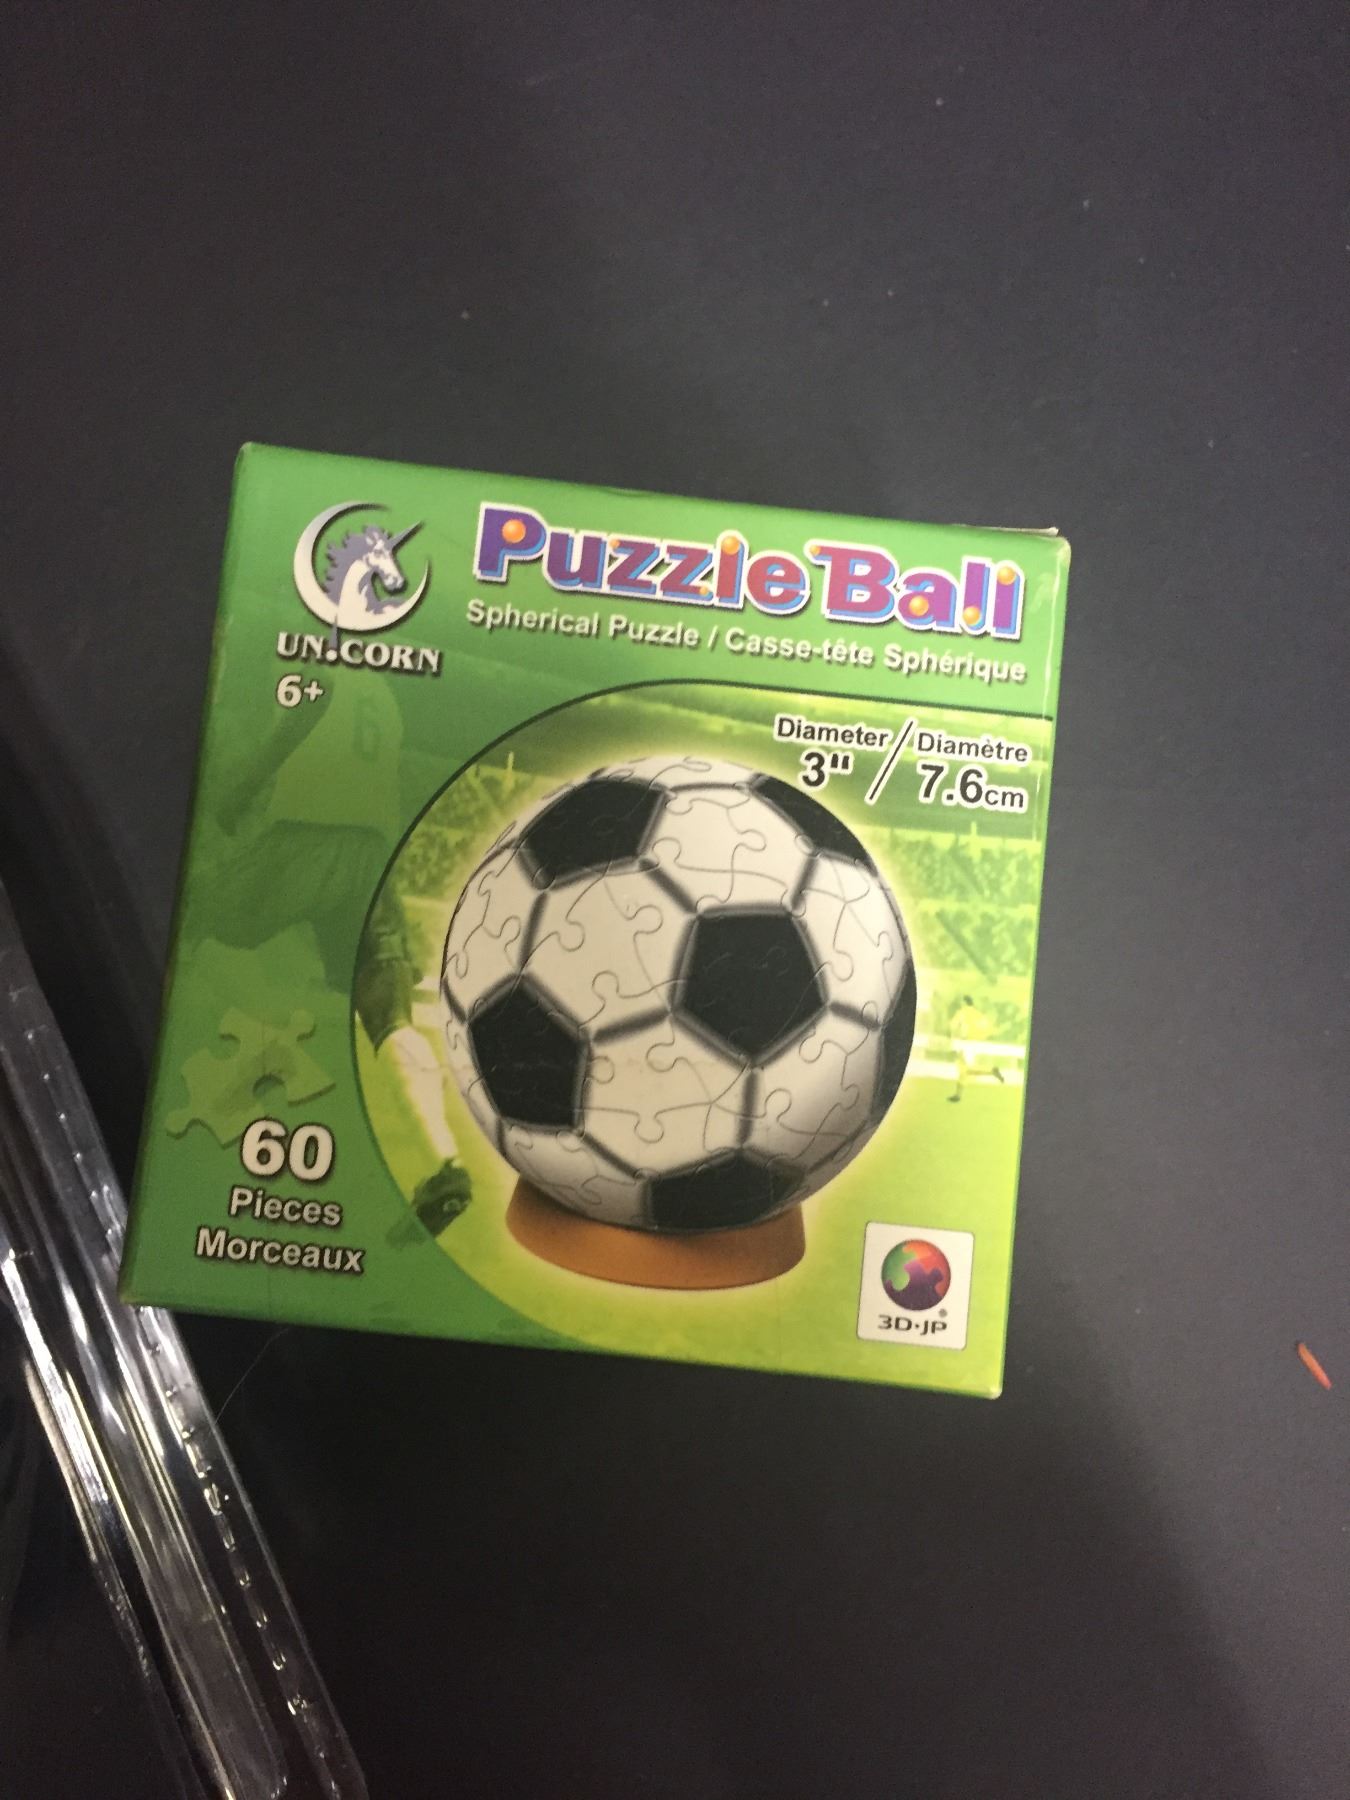 UNICORN
6+
Puzzle Ball
Spherical Puzzle / Casse-tête Sphérique
Diameter / Diamètre
3" / 7.6cm
60
Pieces
Morceaux
3D·JP®